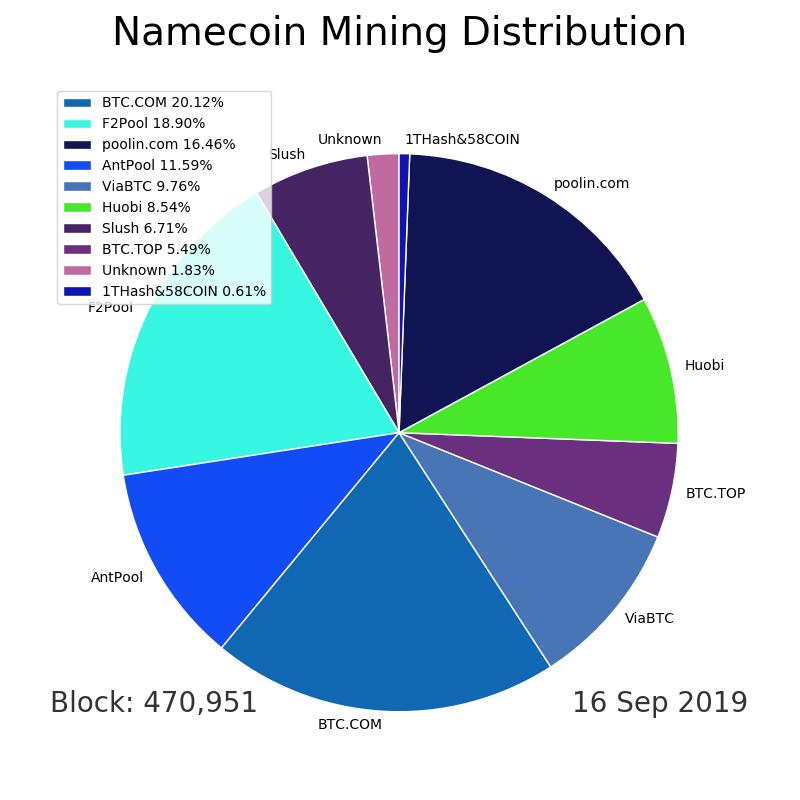 Namecoin Mining Distribution
BTC.COM 20.12%
F2Pool 18.90%
poolin.com 16.46%
AntPool 11.59%
ViaBTC 9.76%
Huobi 8.54%
Slush 6.71%
BTC.TOP 5.49%
Unknown 1.83%
1THash&58COIN 0.61%
Slush
Unknown
1THash&58COIN
poolin.com
F2Pool
Huobi
BTC.TOP
AntPool
ViaBTC
BTC.COM
Block: 470,951
16 Sep 2019